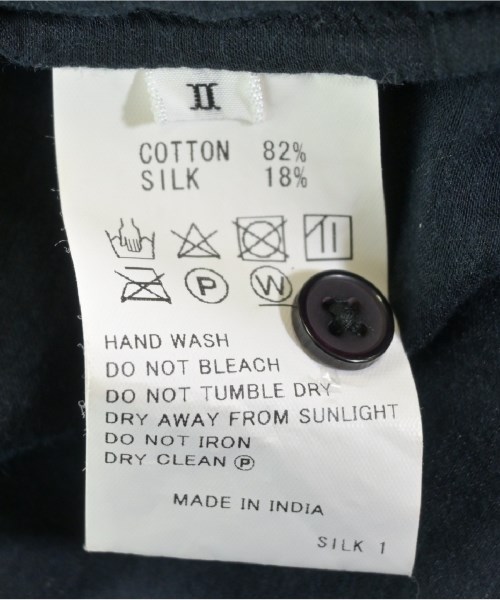 II
COTTON 82%
SILK 18%
P W
HAND WASH
DO NOT BLEACH
DO NOT TUMBLE DRY
DRY AWAY FROM SUNLIGHT
DO NOT IRON
DRY CLEAN Ⓟ
MADE IN INDIA
SILK 1